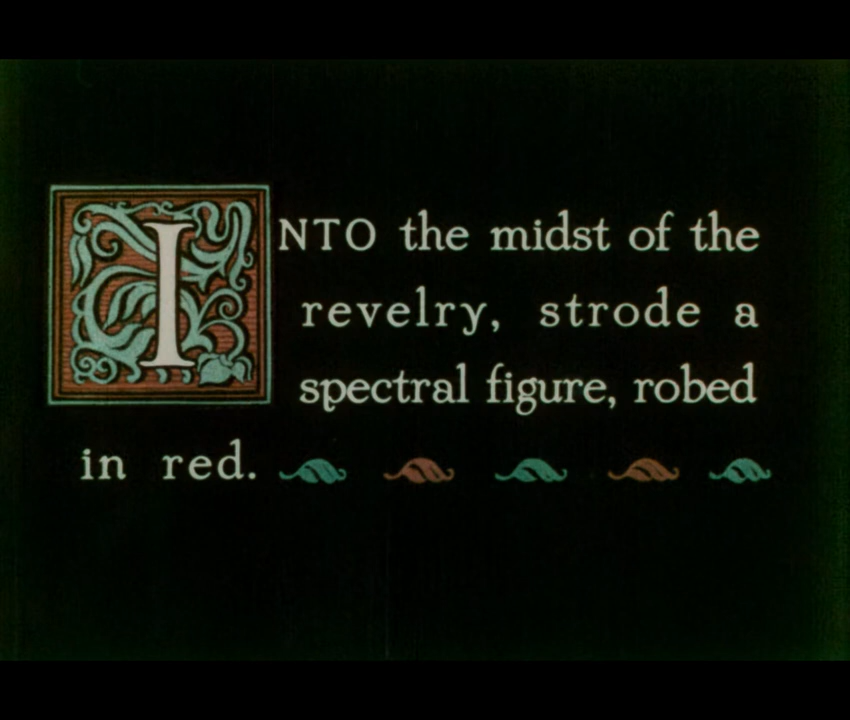 INTO the midst of the
revelry, strode a
spectral figure, robed
in red.